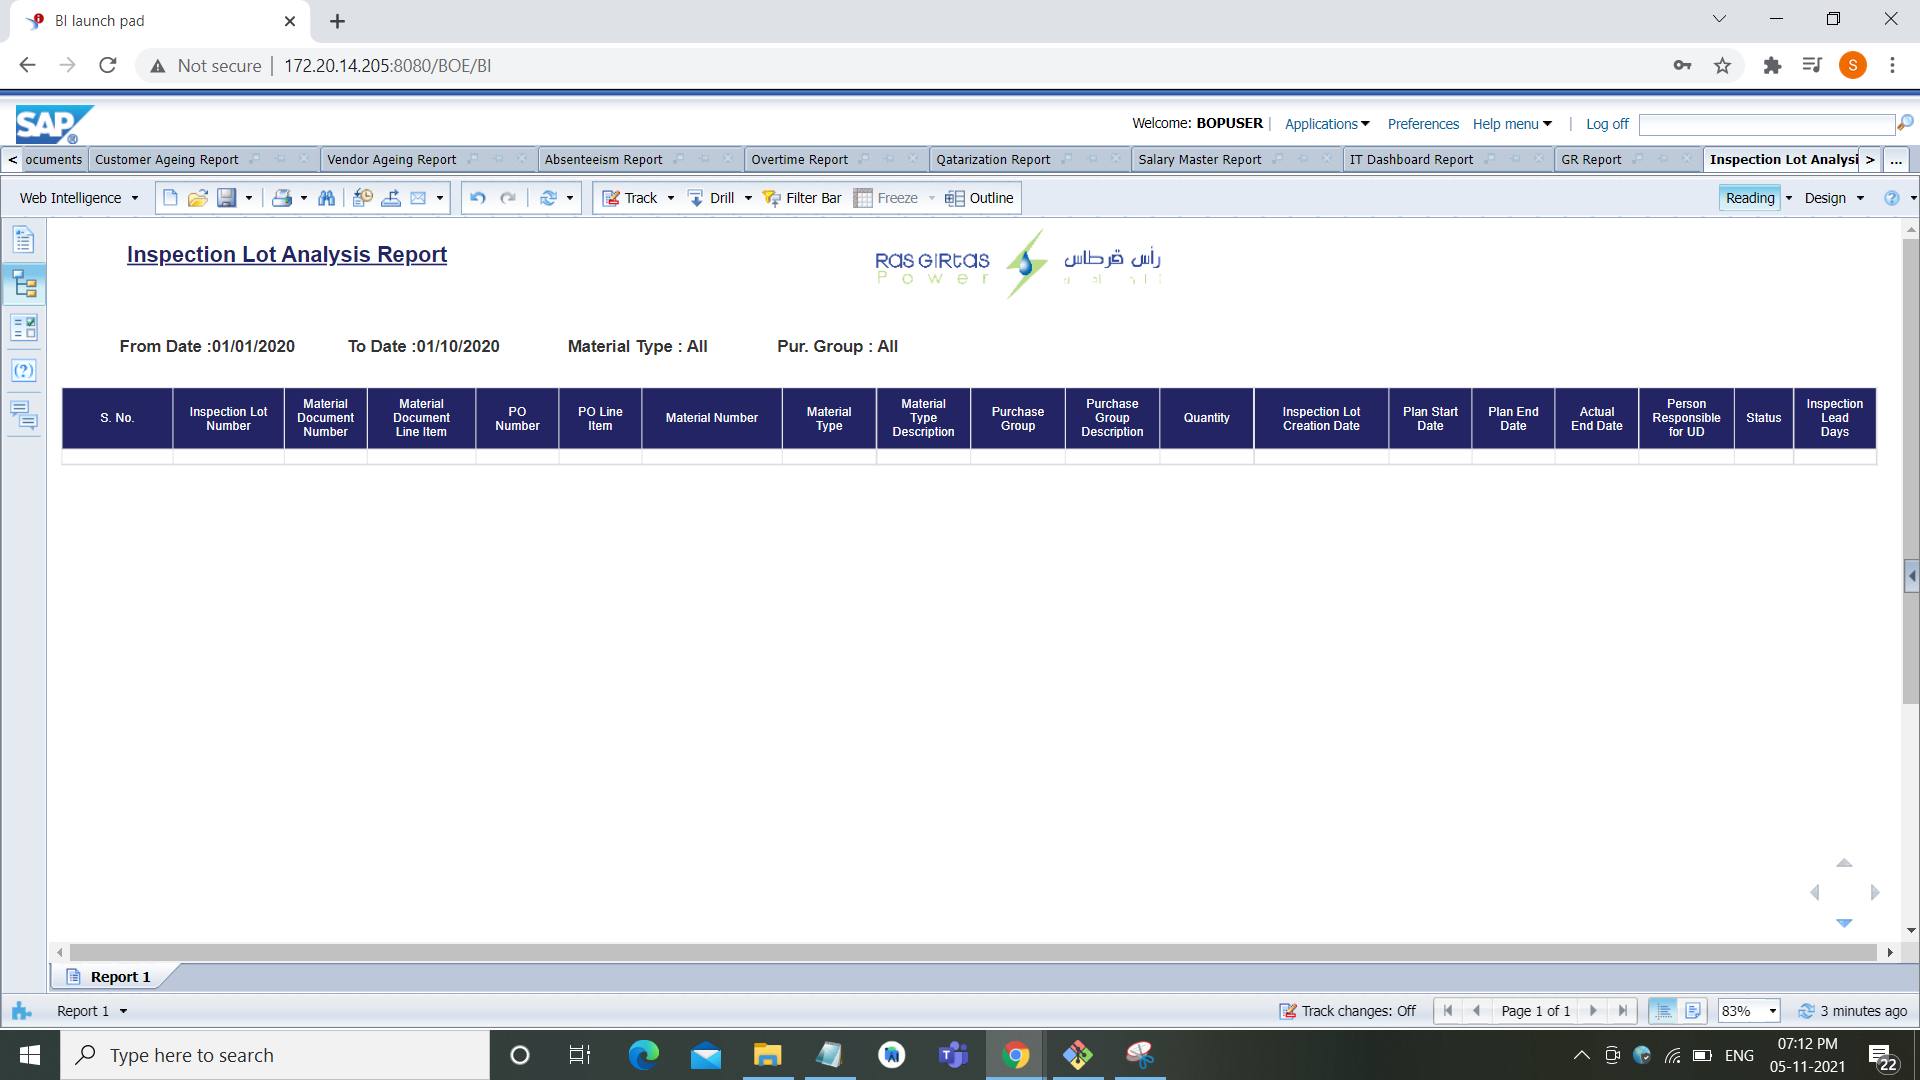 BI launch pad
Not secure
172.20.14.205:8080/BOE/BI
S
SAP
Welcome: BOPUSER
Applications
Preferences
Help menu
Log off
< ocuments
Customer Ageing Report
Vendor Ageing Report
Absenteeism Report
Overtime Report
Qatarization Report
Salary Master Report
IT Dashboard Report
GR Report
Inspection Lot Analysi > ...
Web Intelligence
Track
Drill
Filter Bar
Freeze
Outline
Reading
Design
Inspection Lot Analysis Report
RAS GIRTAS
Power
رأس قرطاس
From Date :01/01/2020
To Date :01/10/2020
Material Type : All
Pur. Group : All
S. No.
Inspection Lot
Number
Material
Document
Number
Material
Document
Line Item
PO
Number
PO Line
Item
Material Number
Material
Type
Material
Type
Description
Purchase
Group
Purchase
Group
Description
Quantity
Inspection Lot
Creation Date
Plan Start
Date
Plan End
Date
Actual
End Date
Person
Responsible
for UD
Status
Inspection
Lead
Days
Report 1
Report 1
Track changes: Off
Page 1 of 1
83%
3 minutes ago
Type here to search
ENG
07:12 PM
05-11-2021
22